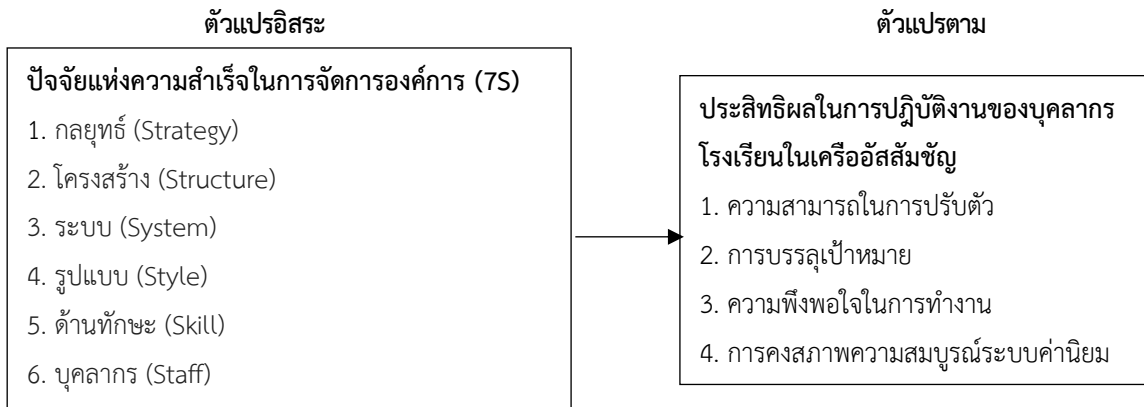 ตัวแปรอิสระ
ปัจจัยแห่งความสำเร็จในการจัดการองค์การ (7S)
1. กลยุทธ์ (Strategy)
2. โครงสร้าง (Structure)
3. ระบบ (System)
4. รูปแบบ (Style)
5. ด้านทักษะ (Skill)
6. บุคลากร (Staff)
ตัวแปรตาม
ประสิทธิผลในการปฎิบัติงานของบุคลากร
โรงเรียนในเครืออัสสัมชัญ
1. ความสามารถในการปรับตัว
2. การบรรลุเป้าหมาย
3. ความพึงพอใจในการทำงาน
4. การคงสภาพความสมบูรณ์ระบบค่านิยม